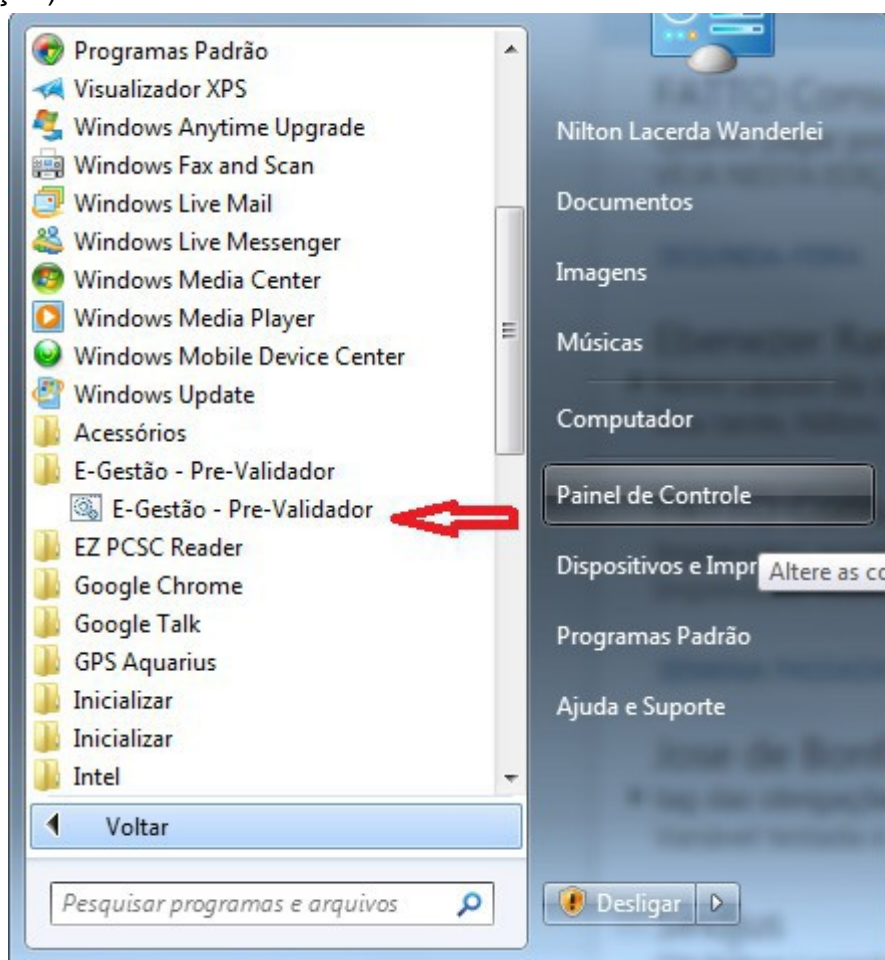 Programas Padrão
Visualizador XPS
Windows Anytime Upgrade
Windows Fax and Scan
Windows Live Mail
Windows Live Messenger
Windows Media Center
Windows Media Player
Windows Mobile Device Center
Windows Update
Acessórios
E-Gestão - Pre-Validador
E-Gestão - Pre-Validador
EZ PCSC Reader
Google Chrome
Google Talk
GPS Aquarius
Inicializar
Inicializar
Intel
Voltar
Pesquisar programas e arquivos
Nilton Lacerda Wanderlei
Documentos
Imagens
Músicas
Computador
Painel de Controle
Dispositivos e Impr
Altere as co
Programas Padrão
Ajuda e Suporte
Desligar